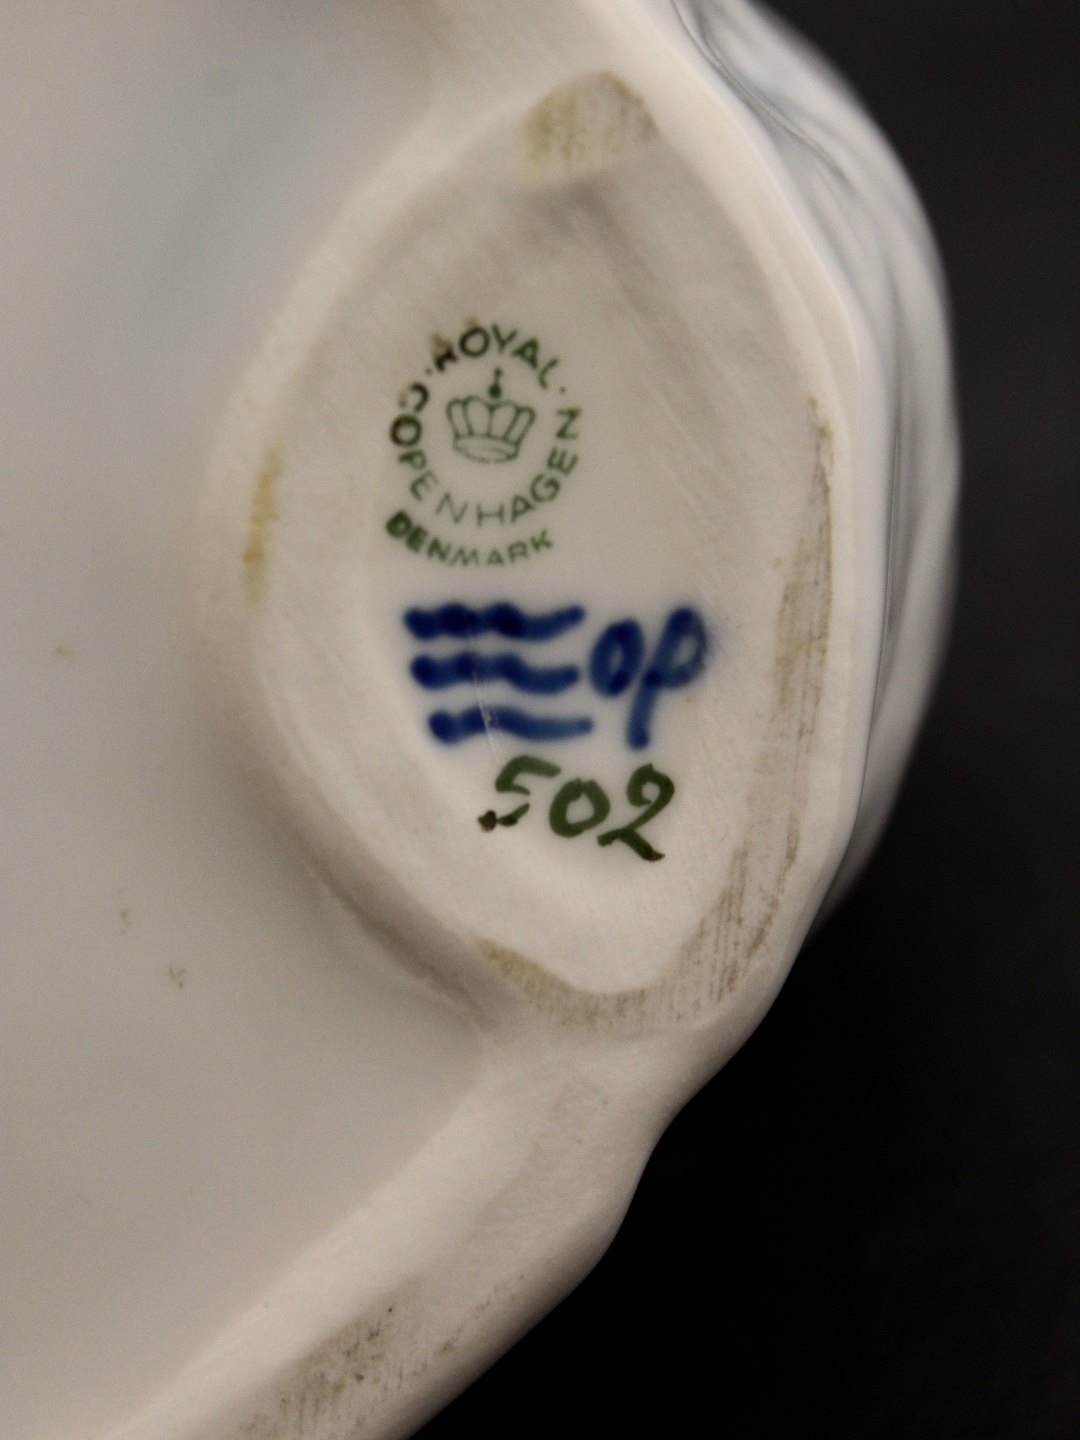 ROYAL · COPENHAGEN ·
DENMARK
op
502